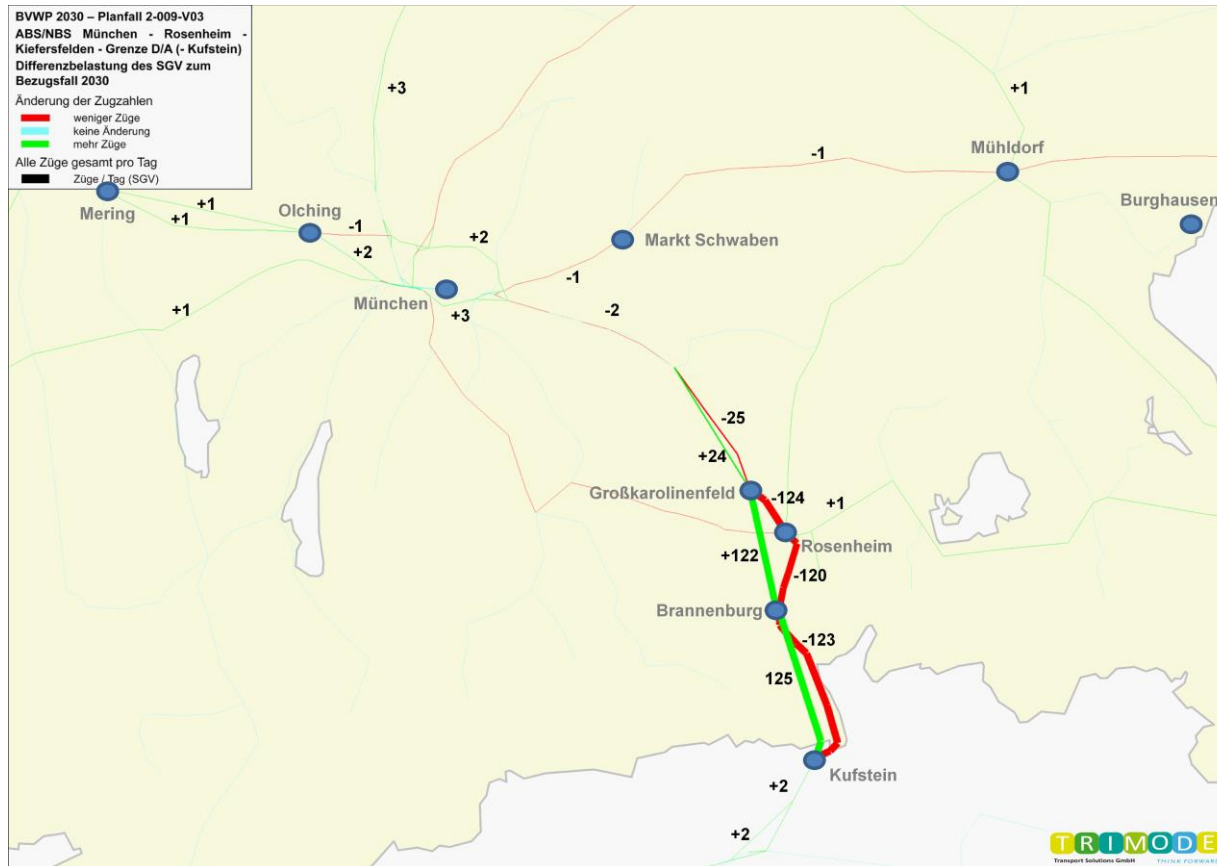 BVWP 2030 – Planfall 2-009-V03
ABS/NBS München - Rosenheim -
Kiefersfelden - Grenze D/A (- Kufstein)
Differenzbelastung des SGV zum
Bezugsfall 2030
Änderung der Zugzahlen
weniger Züge
keine Änderung
mehr Züge
Alle Züge gesamt pro Tag
Züge / Tag (SGV)
+3
+1
-1
Mühldorf
Mering
+1
+1
Olching
-1
+2
+2
Burghausen
Markt Schwaben
-1
München
+1
+3
-2
-25
+24
Großkarolinenfeld
-124
+1
Rosenheim
+122
-120
Brannenburg
-123
125
Kufstein
+2
+2
TRIMODE
Transport Solutions GmbH THINK FORWARD